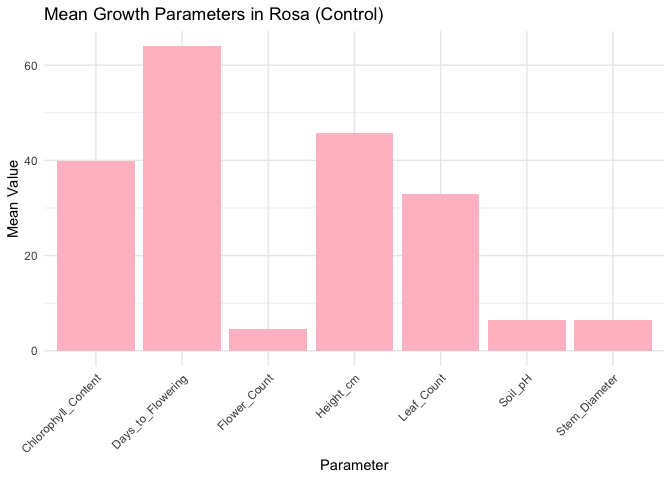 Mean Growth Parameters in Rosa (Control)
Mean Value
60
40
20
0
Chlorophyll_Content
Days_to_Flowering
Flower_Count
Height_cm
Leaf_Count
Soil_pH
Stem_Diameter
Parameter